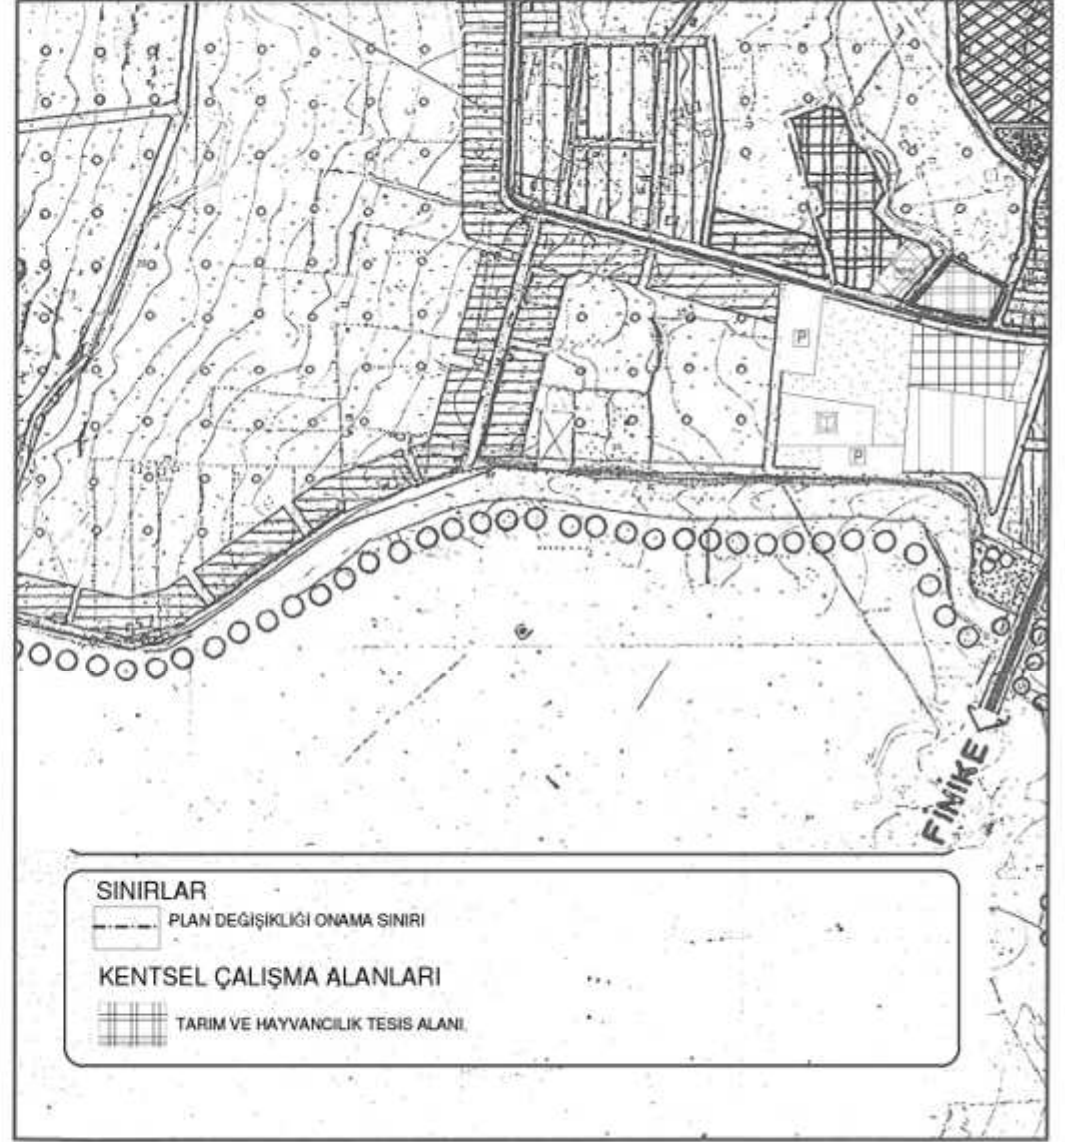 P
P
FİNİKE
SINIRLAR
PLAN DEĞİŞİKLİĞİ ONAMA SINIRI
KENTSEL ÇALIŞMA ALANLARI
TARIM VE HAYVANCILIK TESİS ALANI